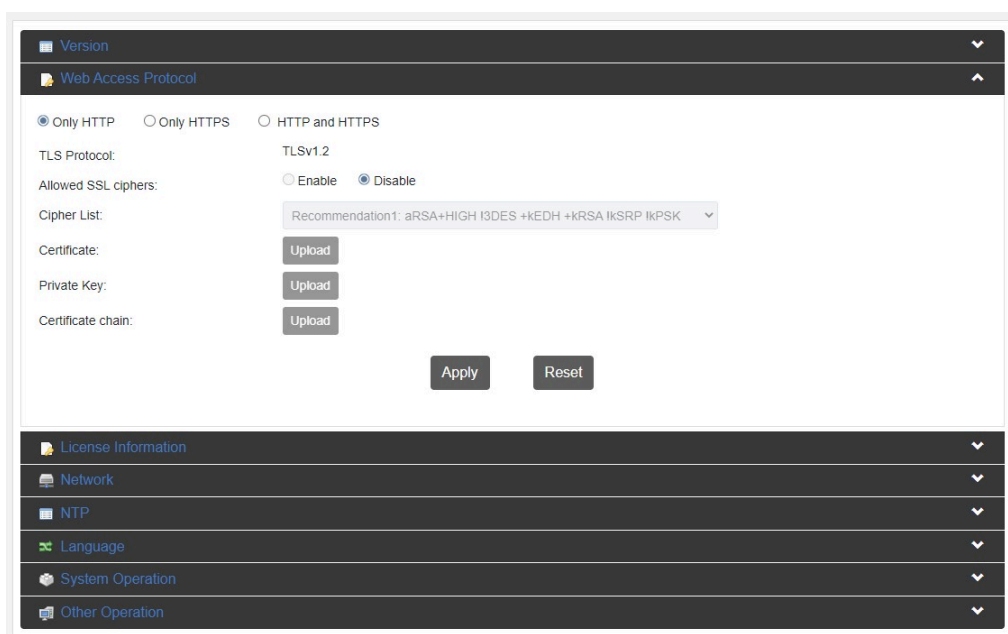 Version
Web Access Protocol
Only HTTP Only HTTPS HTTP and HTTPS
TLS Protocol: TLSv1.2
Allowed SSL ciphers: Enable Disable
Cipher List: Recommendation1: aRSA+HIGH !3DES +kEDH +kRSA !kSRP !kPSK
Certificate: Upload
Private Key: Upload
Certificate chain: Upload
Apply Reset
License Information
Network
NTP
Language
System Operation
Other Operation